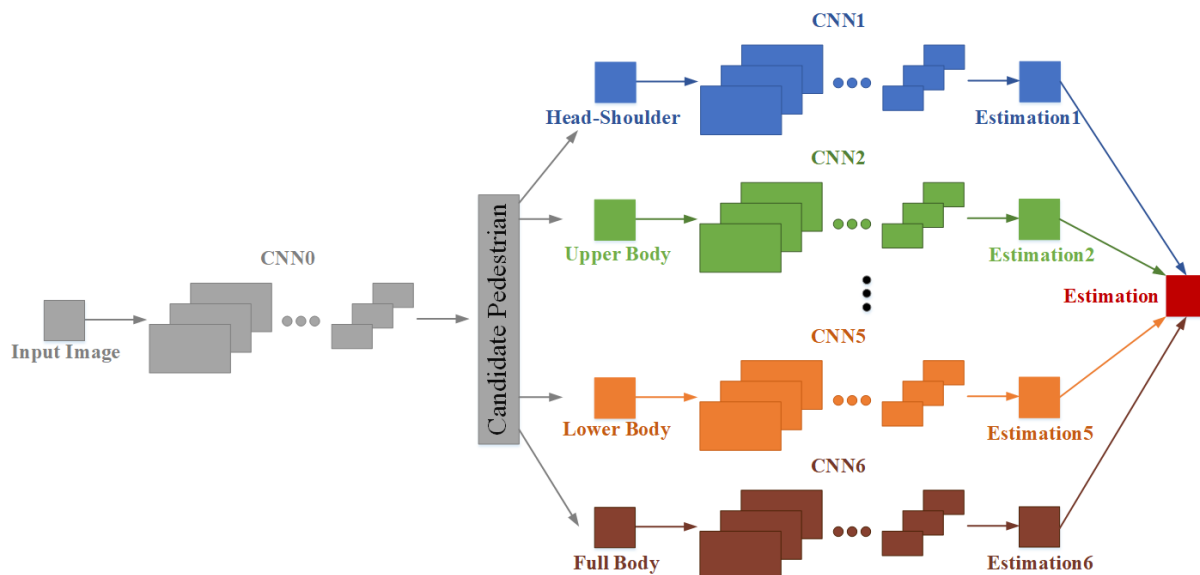 CNN1
Head-Shoulder
Estimation1
CNN2
Upper Body
Estimation2
CNN0
Input Image
Candidate Pedestrian
Estimation
CNN5
Lower Body
Estimation5
CNN6
Full Body
Estimation6